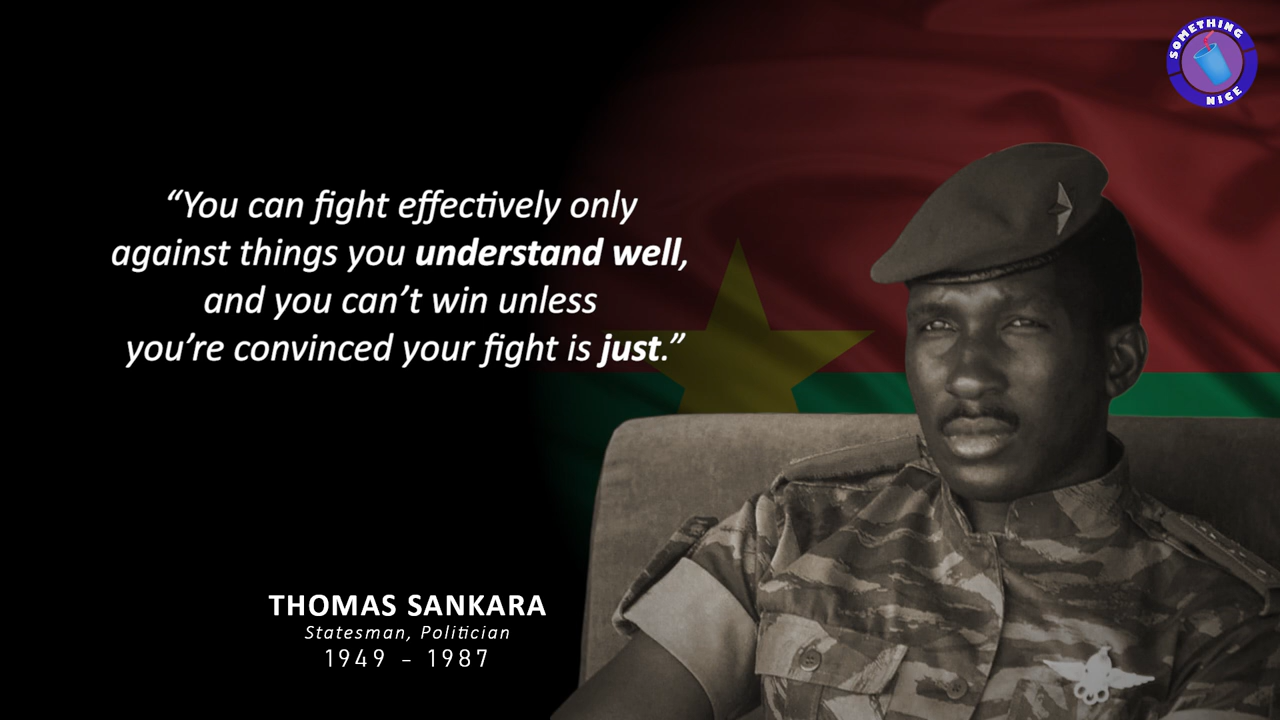 SOMETHING
NICE
“You can fight effectively only
against things you understand well,
and you can’t win unless
you’re convinced your fight is just.”
THOMAS SANKARA
Statesman, Politician
1949 – 1987